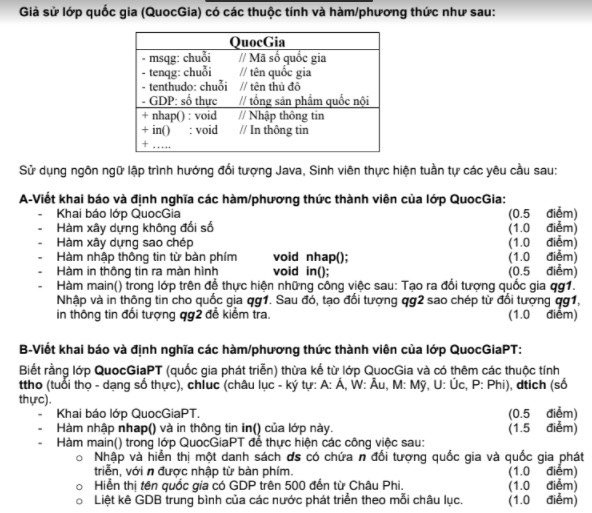 Giả sử lớp quốc gia (QuocGia) có các thuộc tính và hàm/phương thức như sau:
QuocGia
- msqg: chuỗi // Mã số quốc gia
- tenqg: chuỗi // tên quốc gia
- tenthudo: chuỗi // tên thủ đô
- GDP: số thực // tổng sản phẩm quốc nội
+ nhap() : void // Nhập thông tin
+ in() : void // In thông tin
+ …..
Sử dụng ngôn ngữ lập trình hướng đối tượng Java, Sinh viên thực hiện tuần tự các yêu cầu sau:
A-Viết khai báo và định nghĩa các hàm/phương thức thành viên của lớp QuocGia:
- Khai báo lớp QuocGia (0.5 điểm)
- Hàm xây dựng không đối số (1.0 điểm)
- Hàm xây dựng sao chép (1.0 điểm)
- Hàm nhập thông tin từ bàn phím void nhap(); (1.0 điểm)
- Hàm in thông tin ra màn hình void in(); (0.5 điểm)
- Hàm main() trong lớp trên để thực hiện những công việc sau: Tạo ra đối tượng quốc gia qg1.
Nhập và in thông tin cho quốc gia qg1. Sau đó, tạo đối tượng qg2 sao chép từ đối tượng qg1,
in thông tin đối tượng qg2 để kiểm tra. (1.0 điểm)
B-Viết khai báo và định nghĩa các hàm/phương thức thành viên của lớp QuocGiaPT:
Biết rằng lớp QuocGiaPT (quốc gia phát triển) thừa kế từ lớp QuocGia và có thêm các thuộc tính
ttho (tuổi thọ - dạng số thực), chluc (châu lục - ký tự: A: Á, W: Âu, M: Mỹ, U: Úc, P: Phi), dtich (số
thực).
- Khai báo lớp QuocGiaPT. (0.5 điểm)
- Hàm nhập nhap() và in thông tin in() của lớp này. (1.5 điểm)
- Hàm main() trong lớp QuocGiaPT để thực hiện các công việc sau:
o Nhập và hiển thị một danh sách ds có chứa n đối tượng quốc gia và quốc gia phát
triển, với n được nhập từ bàn phím. (1.0 điểm)
o Hiển thị tên quốc gia có GDP trên 500 đến từ Châu Phi. (1.0 điểm)
o Liệt kê GDB trung bình của các nước phát triển theo mỗi châu lục. (1.0 điểm)